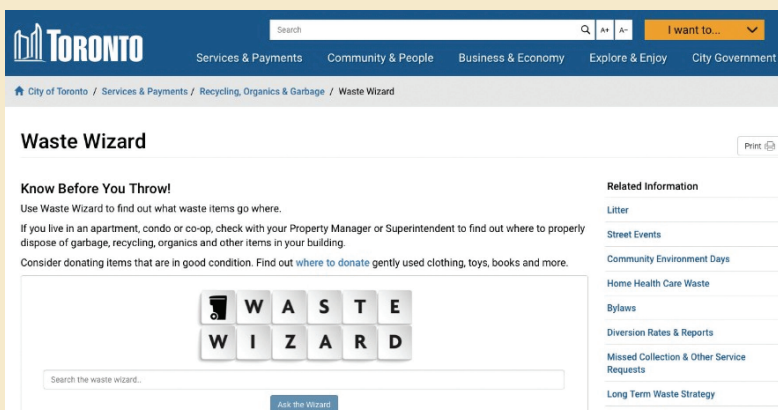 TORONTO
Search
A+ A-
I want to...
Services & Payments Community & People Business & Economy Explore & Enjoy City Government
City of Toronto / Services & Payments / Recycling, Organics & Garbage / Waste Wizard
Waste Wizard
Print
Know Before You Throw!
Use Waste Wizard to find out what waste items go where.
If you live in an apartment, condo or co-op, check with your Property Manager or Superintendent to find out where to properly
dispose of garbage, recycling, organics and other items in your building.
Consider donating items that are in good condition. Find out where to donate gently used clothing, toys, books and more.
WASTE
WIZARD
Search the waste wizard..
Ask the Wizard
Related Information
Litter
Street Events
Community Environment Days
Home Health Care Waste
Bylaws
Diversion Rates & Reports
Missed Collection & Other Service
Requests
Long Term Waste Strategy